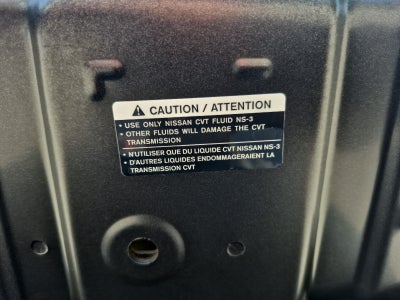 ⚠ CAUTION / ATTENTION
• USE ONLY NISSAN CVT FLUID NS-3
• OTHER FLUIDS WILL DAMAGE THE CVT
TRANSMISSION
• N'UTILISER QUE DU LIQUIDE CVT NISSAN NS-3
• D'AUTRES LIQUIDES ENDOMMAGERAIENT LA
TRANSMISSION CVT